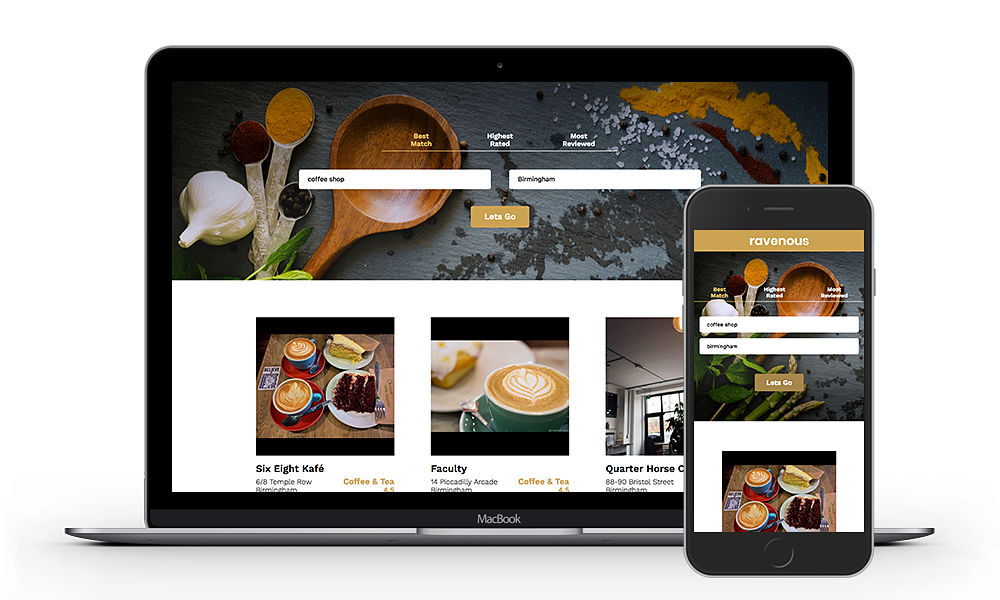 Best
Match
Highest
Rated
Most
Reviewed
coffee shop
Birmingham
Lets Go
Six Eight Kafé
6/8 Temple Row
Birmingham
Coffee & Tea
4.5
Faculty
14 Piccadilly Arcade
Birmingham
Coffee & Tea
4.5
Quarter Horse C
88-90 Bristol Street
Birmingham
MacBook
ravenous
Best
Match
Highest
Rated
Most
Reviewed
coffee shop
birmingham
Lets Go